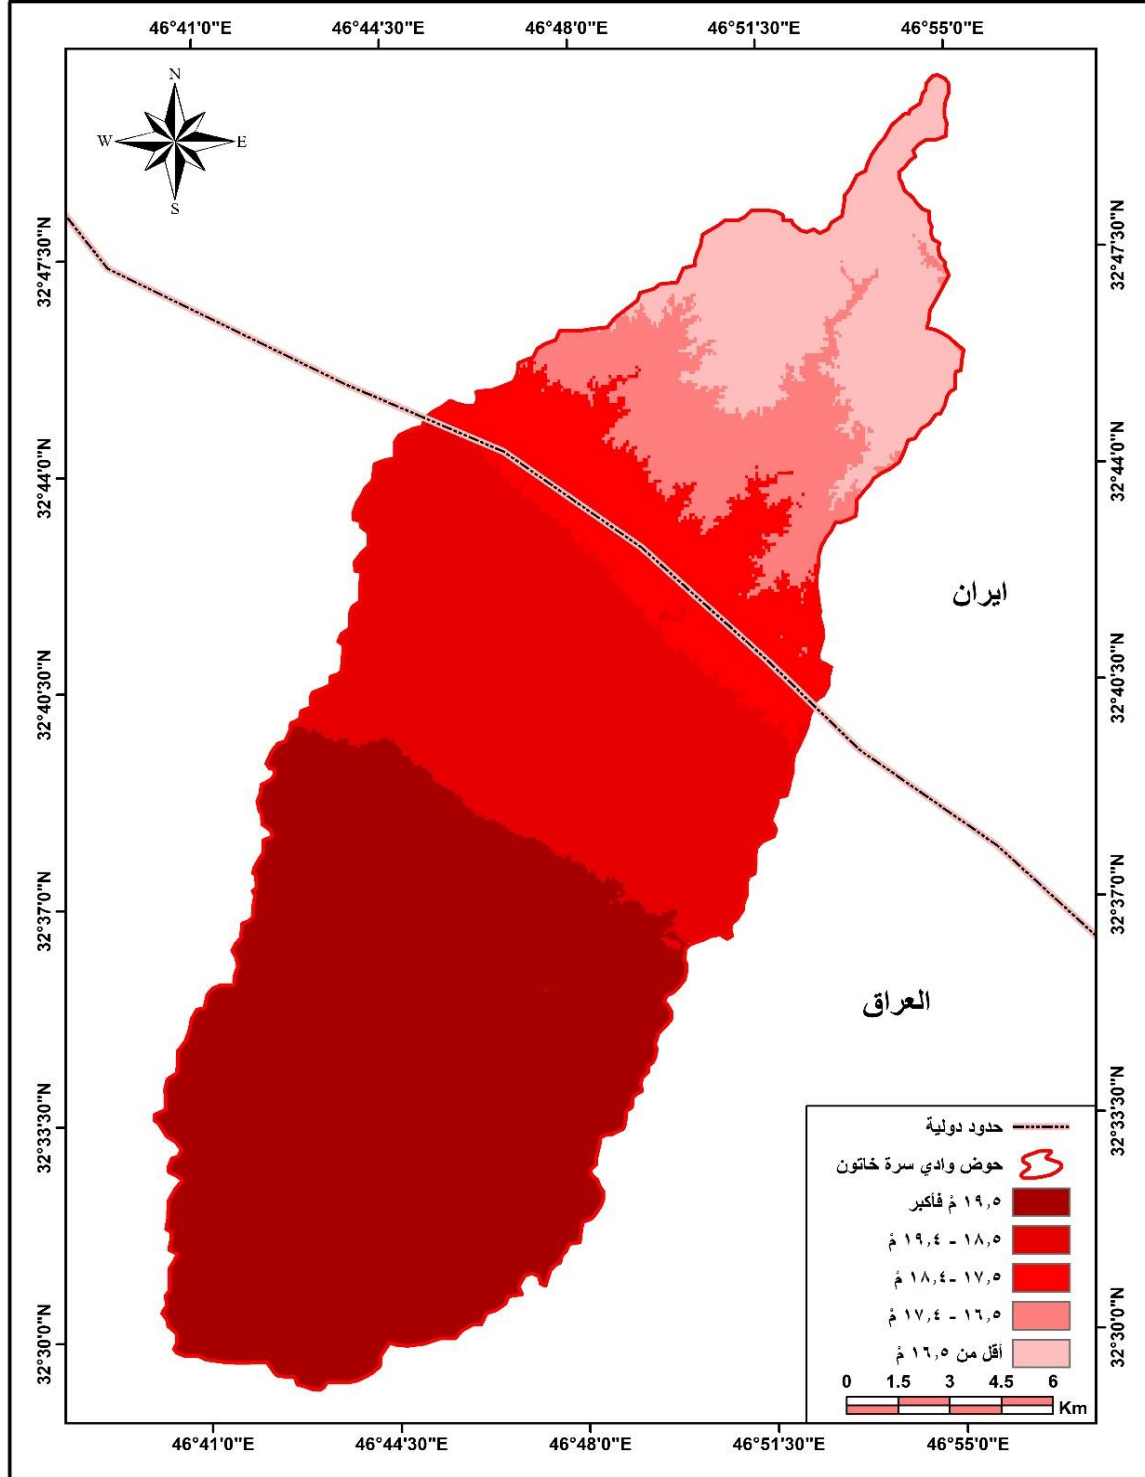 46°41'0"E 46°44'30"E 46°48'0"E 46°51'30"E 46°55'0"E
N
W E
S
32°47'30"N 32°47'30"N
32°44'0"N 32°44'0"N
ايران
32°40'30"N 32°40'30"N
32°37'0"N 32°37'0"N
العراق
32°33'30"N 32°33'30"N
حدود دولية
حوض وادي سرة خاتون
١٩,٥ مْ فأكبر
١٨,٥ - ١٩,٤ مْ
١٧,٥ -١٨,٤ مْ
١٦,٥ - ١٧,٤ مْ
أقل من ١٦,٥ مْ
32°30'0"N 32°30'0"N
0 1.5 3 4.5 6
Km
46°41'0"E 46°44'30"E 46°48'0"E 46°51'30"E 46°55'0"E